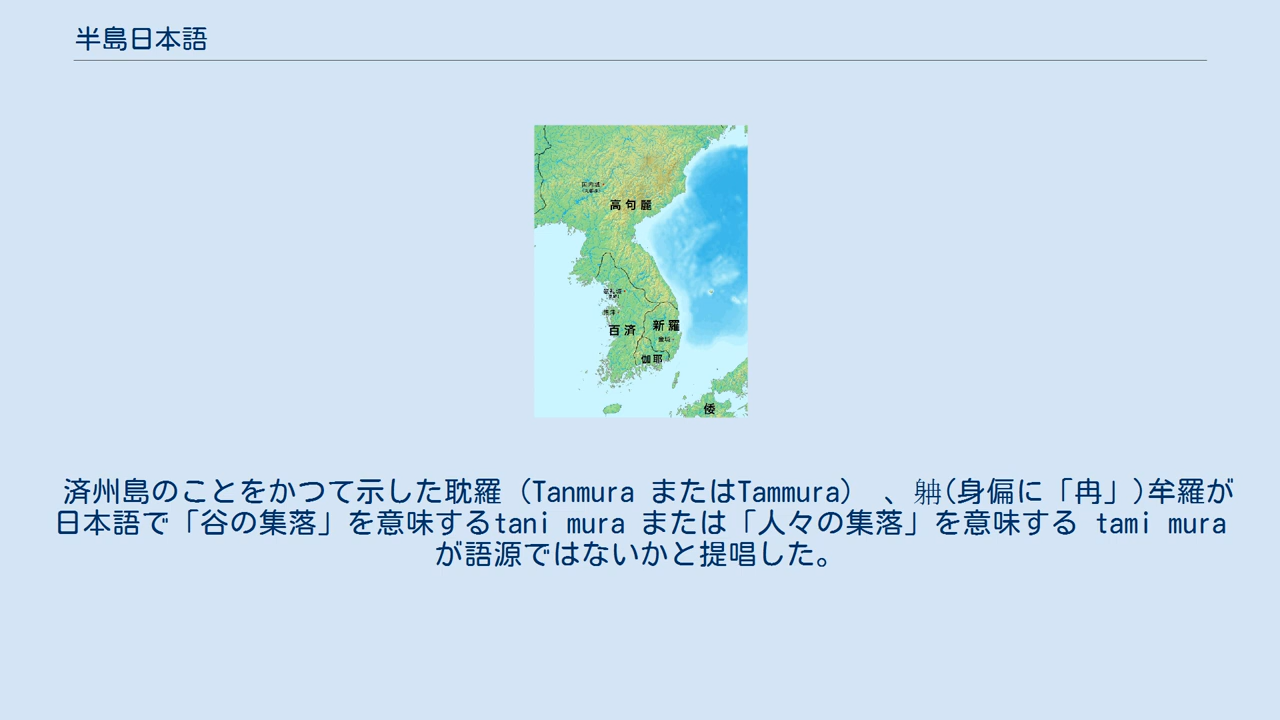 半島日本語
高句麗
百済
新羅
伽耶
倭
済州島のことをかつて示した耽羅（Tanmura またはTammura） 、𨈭(身偏に「冉」)牟羅が
日本語で「谷の集落」を意味するtani mura または「人々の集落」を意味する tami mura
が語源ではないかと提唱した。